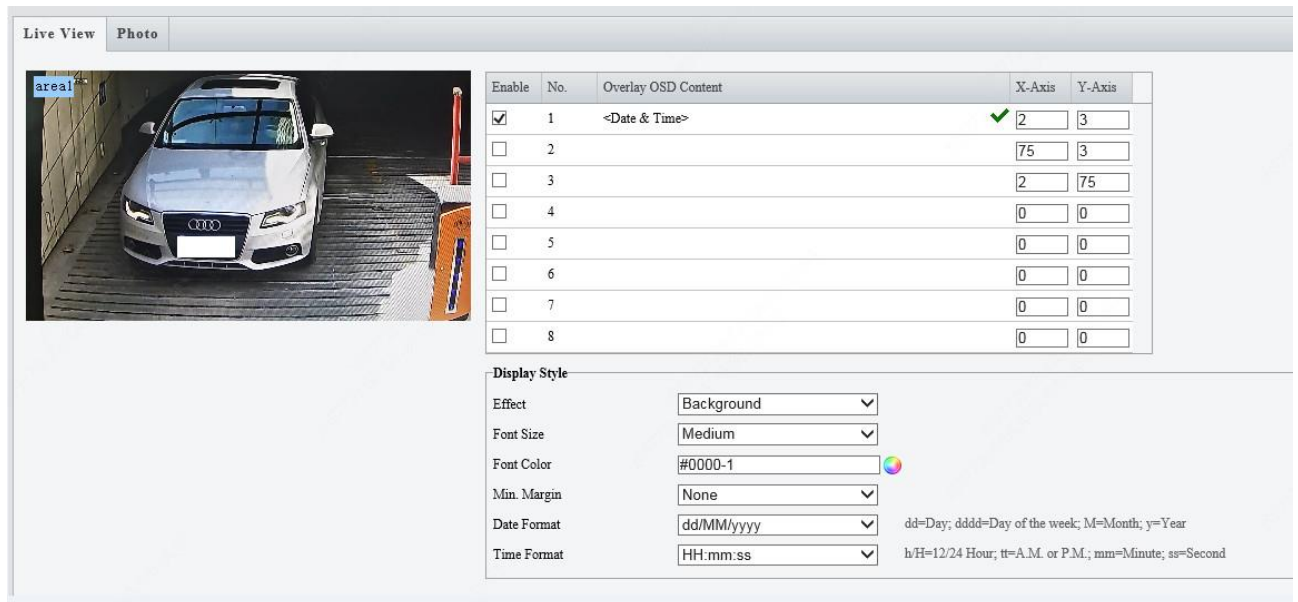 Live View Photo
area1
Enable No. Overlay OSD Content X-Axis Y-Axis
1 <Date & Time> 2 3
2 75 3
3 2 75
4 0 0
5 0 0
6 0 0
7 0 0
8 0 0
Display Style
Effect Background
Font Size Medium
Font Color #0000-1
Min. Margin None
Date Format dd/MM/yyyy dd=Day; dddd=Day of the week; M=Month; y=Year
Time Format HH:mm:ss h/H=12/24 Hour; tt=A.M. or P.M.; mm=Minute; ss=Second